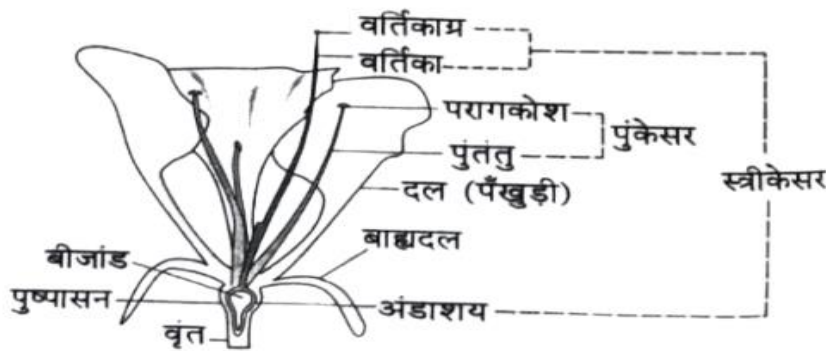 वर्तिकाग्र
वर्तिका
परागकोश
पुंकेसर
पुंतंतु
स्त्रीकेसर
दल (पँखुड़ी)
बाह्यदल
बीजांड
पुष्पासन
अंडाशय
वृंत